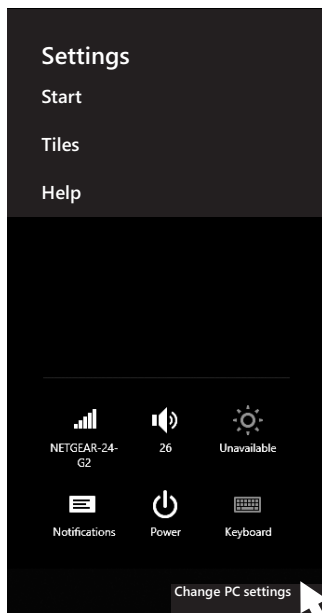 Settings
Start
Tiles
Help
NETGEAR-24-
G2
26
Unavailable
Notifications
Power
Keyboard
Change PC settings